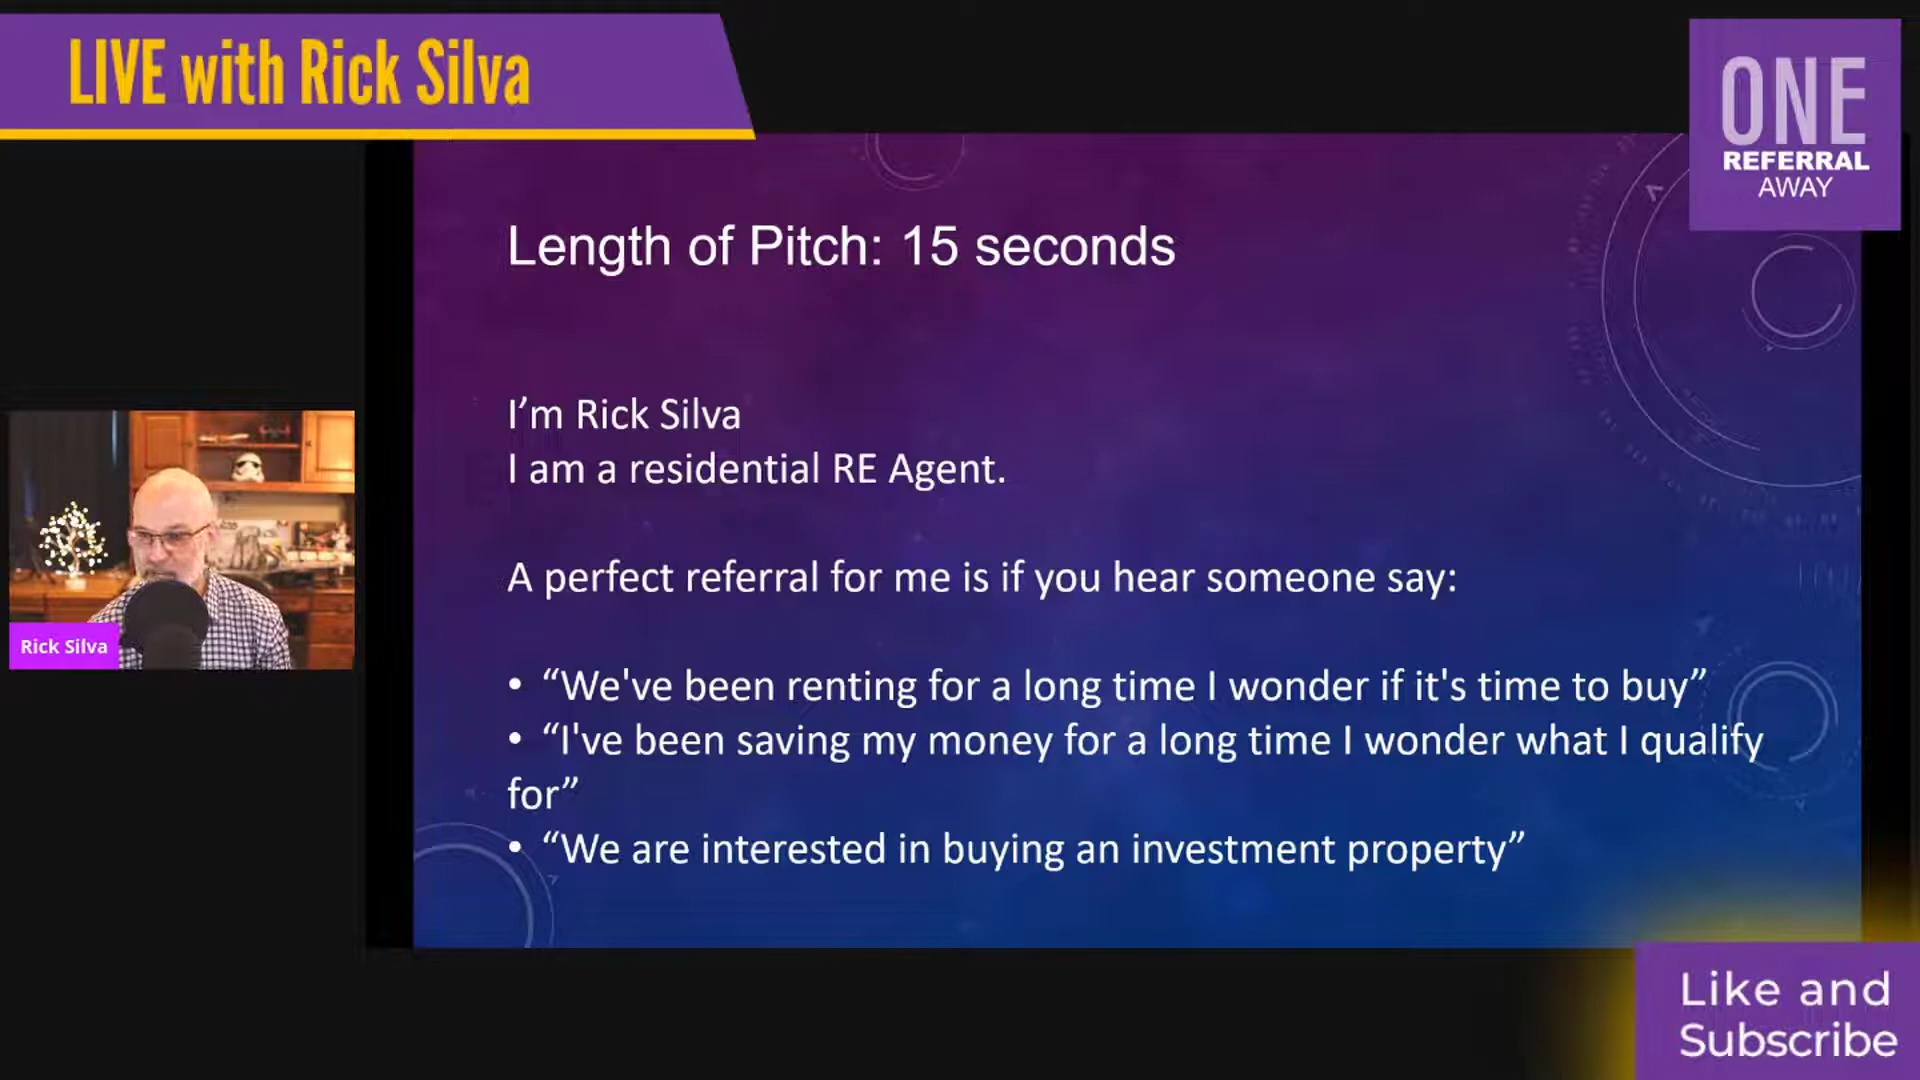 LIVE with Rick Silva
ONE
REFERRAL
AWAY
Length of Pitch: 15 seconds
I’m Rick Silva
I am a residential RE Agent.
A perfect referral for me is if you hear someone say:
• “We've been renting for a long time I wonder if it's time to buy”
• “I've been saving my money for a long time I wonder what I qualify
for”
• “We are interested in buying an investment property”
Rick Silva
Like and
Subscribe